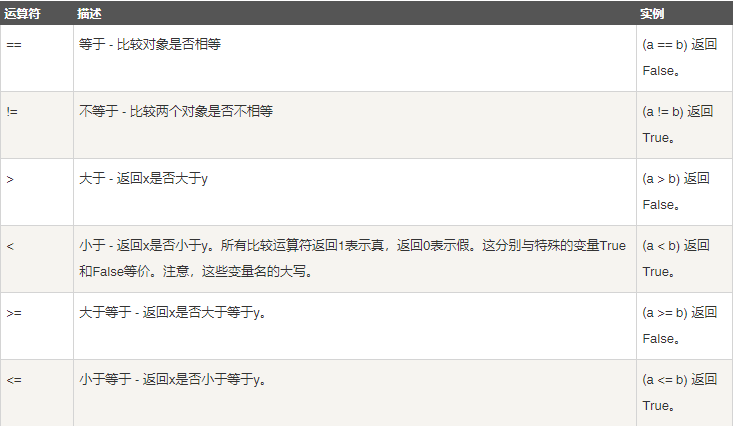 运算符 描述 实例
== 等于 - 比较对象是否相等 (a == b) 返回
False。
!= 不等于 - 比较两个对象是否不相等 (a != b) 返回
True。
> 大于 - 返回x是否大于y (a > b) 返回
False。
< 小于 - 返回x是否小于y。所有比较运算符返回1表示真，返回0表示假。这分别与特殊的变量True (a < b) 返回
和False等价。注意，这些变量名的大写。 True。
>= 大于等于 - 返回x是否大于等于y。 (a >= b) 返回
False。
<= 小于等于 - 返回x是否小于等于y。 (a <= b) 返回
True。